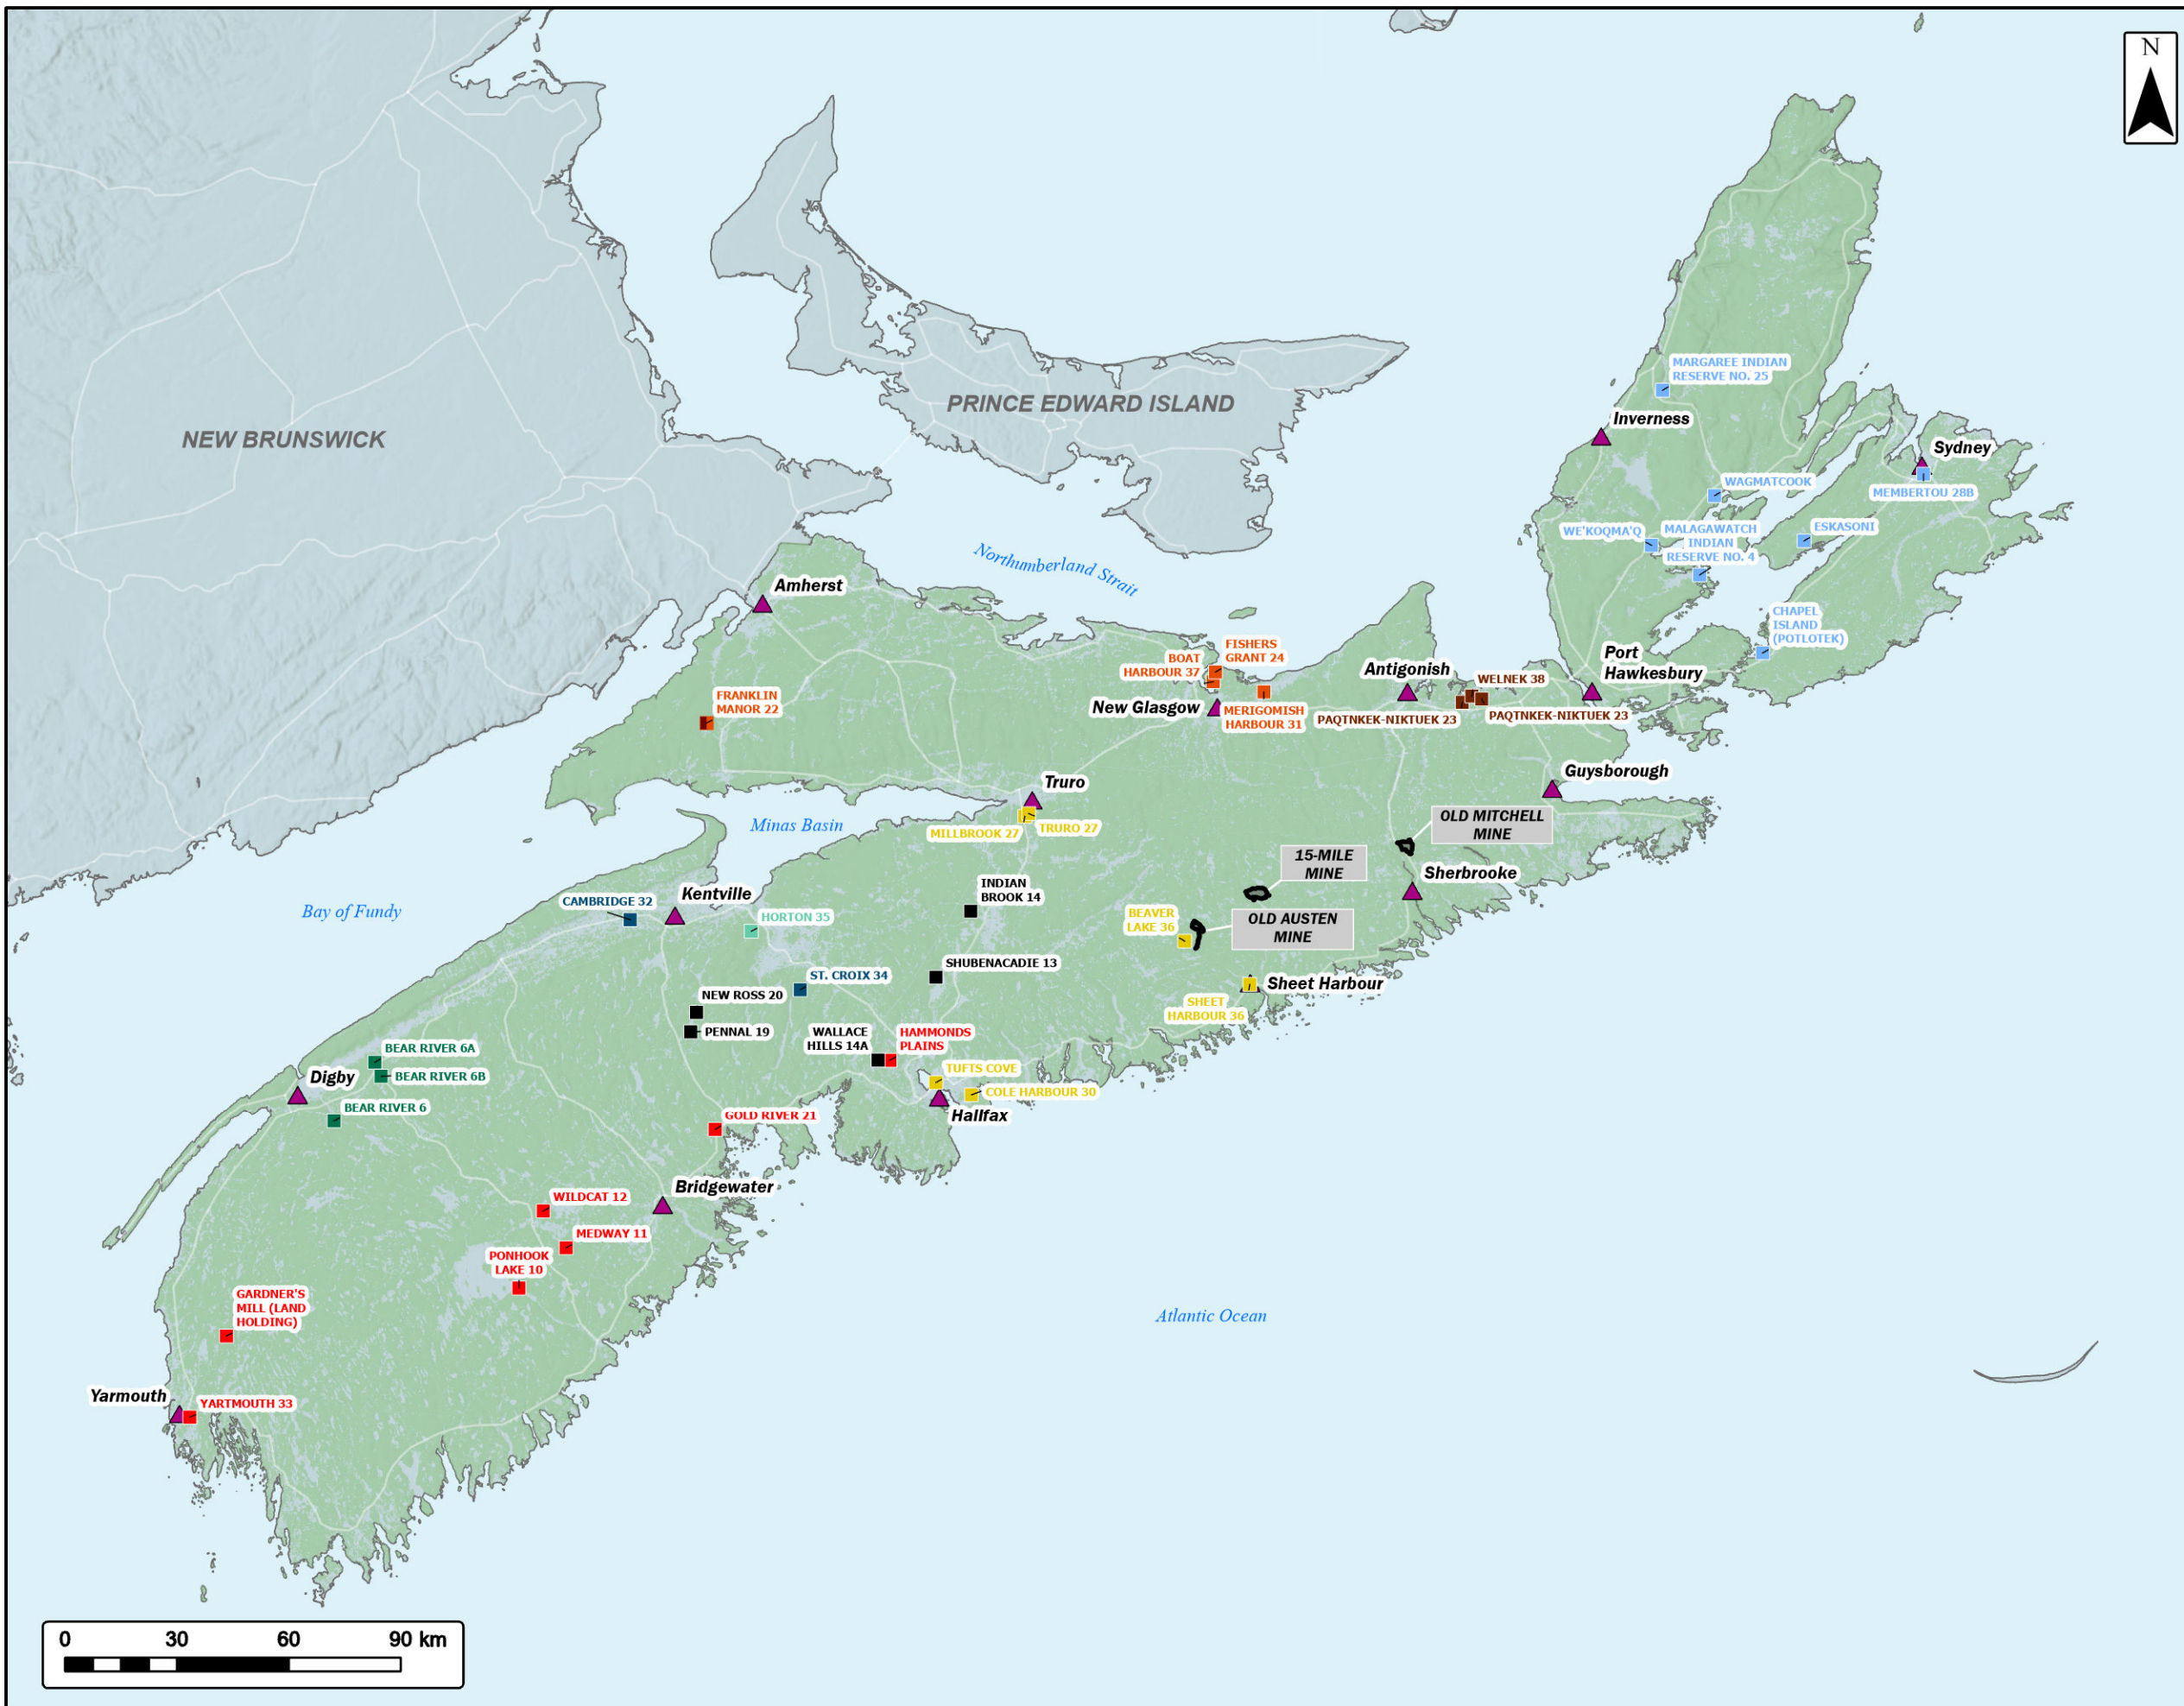 N
NEW BRUNSWICK
PRINCE EDWARD ISLAND
MARGAREE INDIAN
RESERVE NO. 25
Inverness
Sydney
MEMBERTOU 28B
WAGMATCOOK
WE'KOQMA'Q
MALAGAWATCH
INDIAN
RESERVE NO. 4
ESKASONI
CHAPEL
ISLAND
(POTLOTEK)
Northumberland Strait
Amherst
FRANKLIN
MANOR 22
BOAT
HARBOUR 37
FISHERS
GRANT 24
New Glasgow
MERIGOMISH
HARBOUR 31
Antigonish
WELNEK 38
PAQTNKEK-NIKTUEK 23
PAQTNKEK-NIKTUEK 23
Port
Hawkesbury
Guysborough
Truro
MILLBROOK 27
TRURO 27
Minas Basin
OLD MITCHELL
MINE
15-MILE
MINE
Sherbrooke
OLD AUSTEN
MINE
BEAVER
LAKE 36
Sheet Harbour
SHEET
HARBOUR 36
Bay of Fundy
CAMBRIDGE 32
Kentville
HORTON 35
INDIAN
BROOK 14
SHUBENACADIE 13
ST. CROIX 34
NEW ROSS 20
PENNAL 19
WALLACE
HILLS 14A
HAMMONDS
PLAINS
TUFTS COVE
COLE HARBOUR 30
Halifax
BEAR RIVER 6A
BEAR RIVER 6B
Digby
BEAR RIVER 6
GOLD RIVER 21
Bridgewater
WILDCAT 12
MEDWAY 11
PONHOOK
LAKE 10
GARDNER'S
MILL (LAND
HOLDING)
Yarmouth
YARTMOUTH 33
Atlantic Ocean
0 30 60 90 km